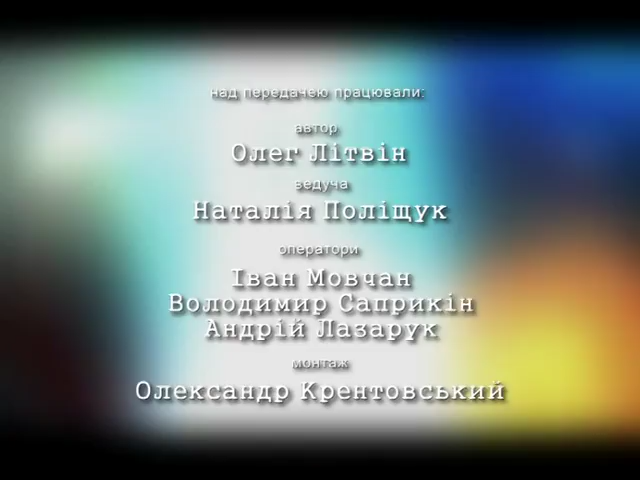 над передачею працювали:
автор
Олег Літвін
ведуча
Наталія Поліщук
оператори
Іван Мовчан
Володимир Саприкін
Андрій Лазарук
монтаж
Олександр Крентовський